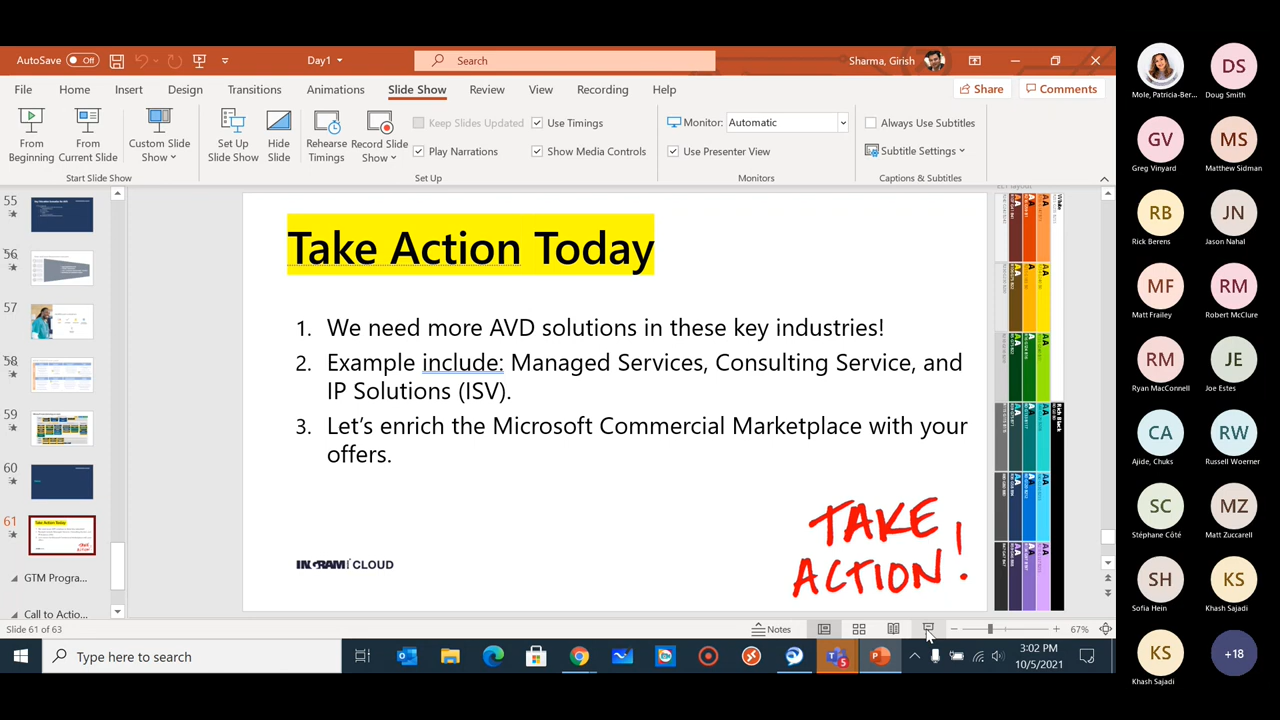 AutoSave Off Day1 Search Sharma, Girish
File Home Insert Design Transitions Animations Slide Show Review View Recording Help Share Comments
From Beginning
From Current Slide
Custom Slide Show
Set Up Slide Show
Hide Slide
Rehearse Timings
Record Slide Show
Keep Slides Updated
Play Narrations
Use Timings
Show Media Controls
Monitor: Automatic
Use Presenter View
Always Use Subtitles
Subtitle Settings
Start Slide Show Set Up Monitors Captions & Subtitles
55
56
57
58
59
60
61
Take Action Today
GTM Progra...
Call to Actio...
Take Action Today
1. We need more AVD solutions in these key industries!
2. Example include: Managed Services, Consulting Service, and
IP Solutions (ISV).
3. Let's enrich the Microsoft Commercial Marketplace with your
offers.
TAKE
ACTION!
INGRAM CLOUD
White
Rich Black
Slide 61 of 63 Notes 67%
Type here to search
5
3:02 PM
10/5/2021
Mole, Patricia-Ber...
DS
Doug Smith
GV
Greg Vinyard
MS
Matthew Sidman
RB
Rick Berens
JN
Jason Nahal
MF
Matt Frailey
RM
Robert McClure
RM
Ryan MacConnell
JE
Joe Estes
CA
Ajide, Chuks
RW
Russell Woerner
SC
Stéphane Côté
MZ
Matt Zuccarell
SH
Sofia Hein
KS
Khash Sajadi
KS
Khash Sajadi
+18